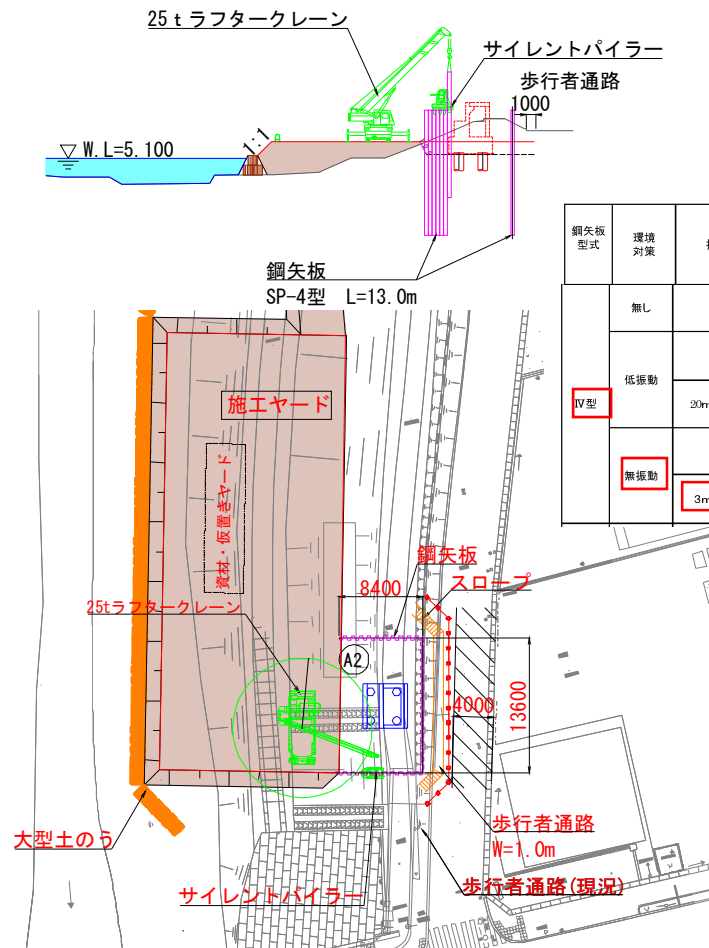 25ｔラフタークレーン
サイレントパイラー
歩行者通路
1000
W.L=5.100
1:1
鋼矢板
SP-4型 L=13.0m
鋼矢板
型式
環境
対策
無し
低振動
Ⅳ型
20m
無振動
3m
施工ヤード
資材・仮置きヤード
鋼矢板
スロープ
8400
25tラフタークレーン
A2
4000
13600
大型土のう
歩行者通路
W=1.0m
サイレントパイラー
歩行者通路(現況)